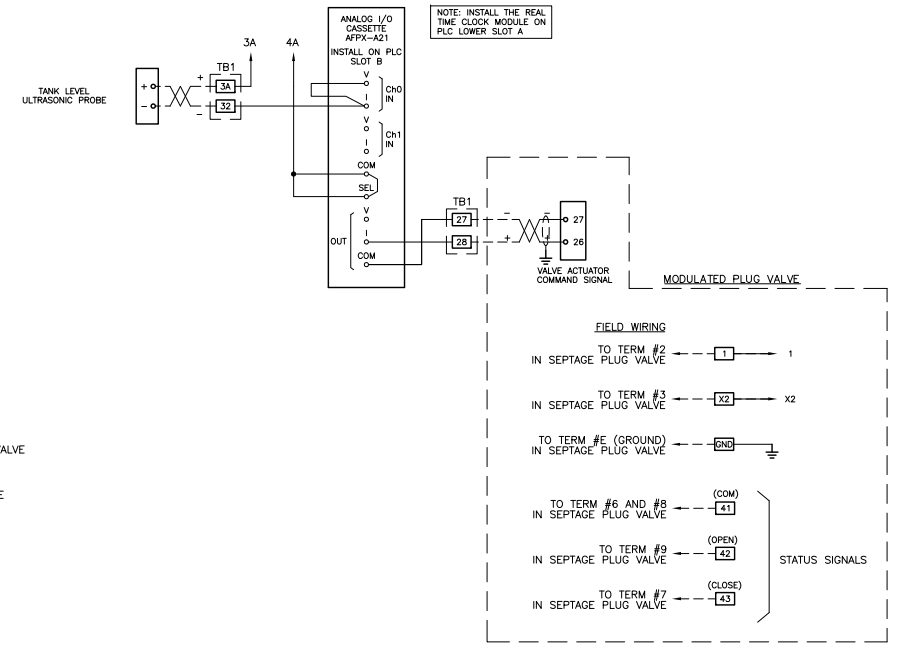 NOTE: INSTALL THE REAL
TIME CLOCK MODULE ON
PLC LOWER SLOT A
ANALOG I/O
CASSETTE
AFPX-A21
INSTALL ON PLC
SLOT B
3A
4A
TB1
TANK LEVEL
ULTRASONIC PROBE
+
-
+
-
3A
32
V
I
Ch0
IN
V
I
Ch1
IN
COM
SEL
V
I
OUT
COM
TB1
27
28
-
+
-
+
27
26
VALVE ACTUATOR
COMMAND SIGNAL
MODULATED PLUG VALVE
FIELD WIRING
TO TERM #2
IN SEPTAGE PLUG VALVE
1
1
TO TERM #3
IN SEPTAGE PLUG VALVE
X2
X2
TO TERM #E (GROUND)
IN SEPTAGE PLUG VALVE
GND
(COM)
TO TERM #6 AND #8
IN SEPTAGE PLUG VALVE
41
(OPEN)
TO TERM #9
IN SEPTAGE PLUG VALVE
42
(CLOSE)
TO TERM #7
IN SEPTAGE PLUG VALVE
43
STATUS SIGNALS
ALVE
E